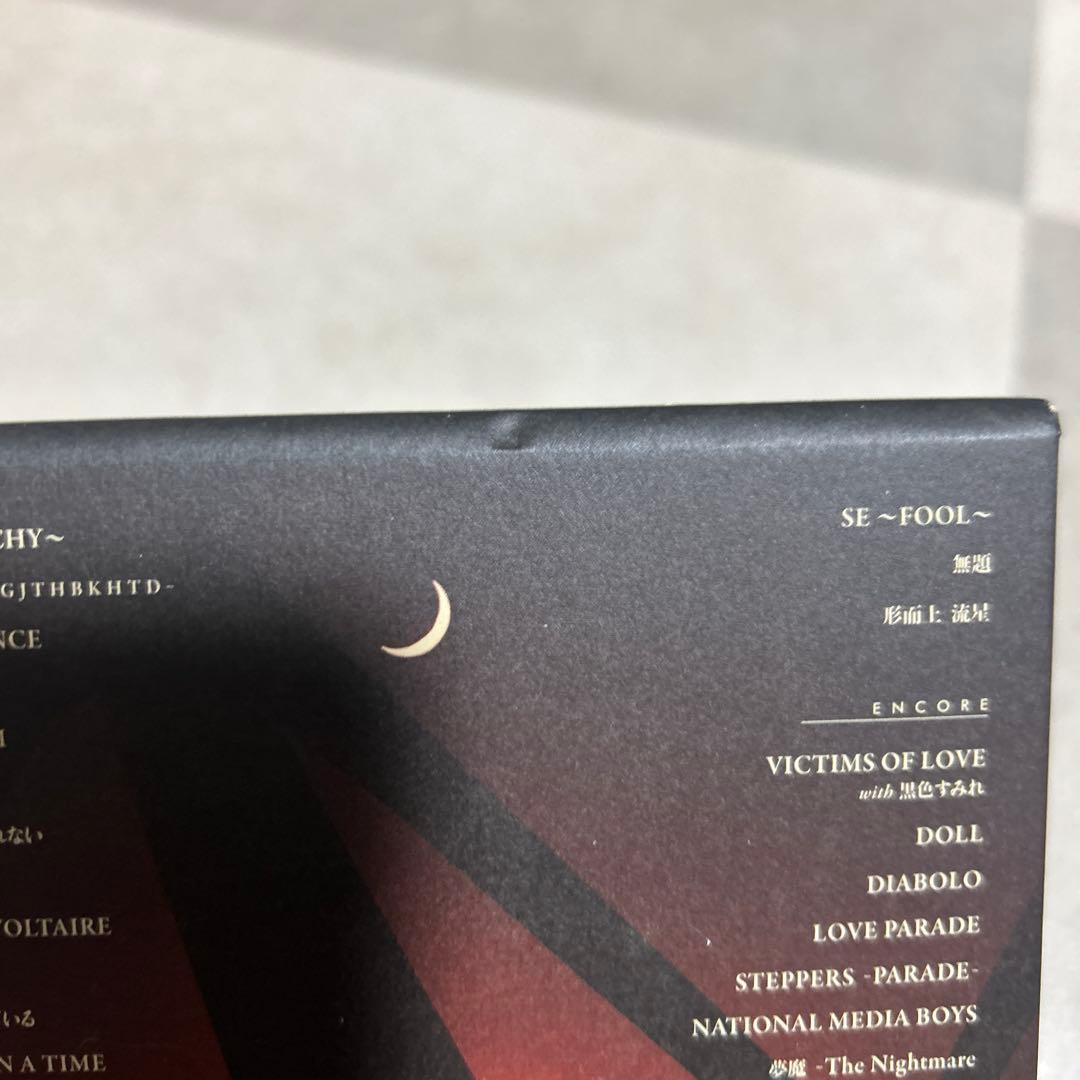 CHY～
GJTHBKHTD-
NCE
M
れない
VOLTAIRE
いる
N A TIME
SE ～FOOL～
無題
形而上 流星
ENCORE
VICTIMS OF LOVE
with 黒色すみれ
DOLL
DIABOLO
LOVE PARADE
STEPPERS -PARADE-
NATIONAL MEDIA BOYS
夢魔 -The Nightmare